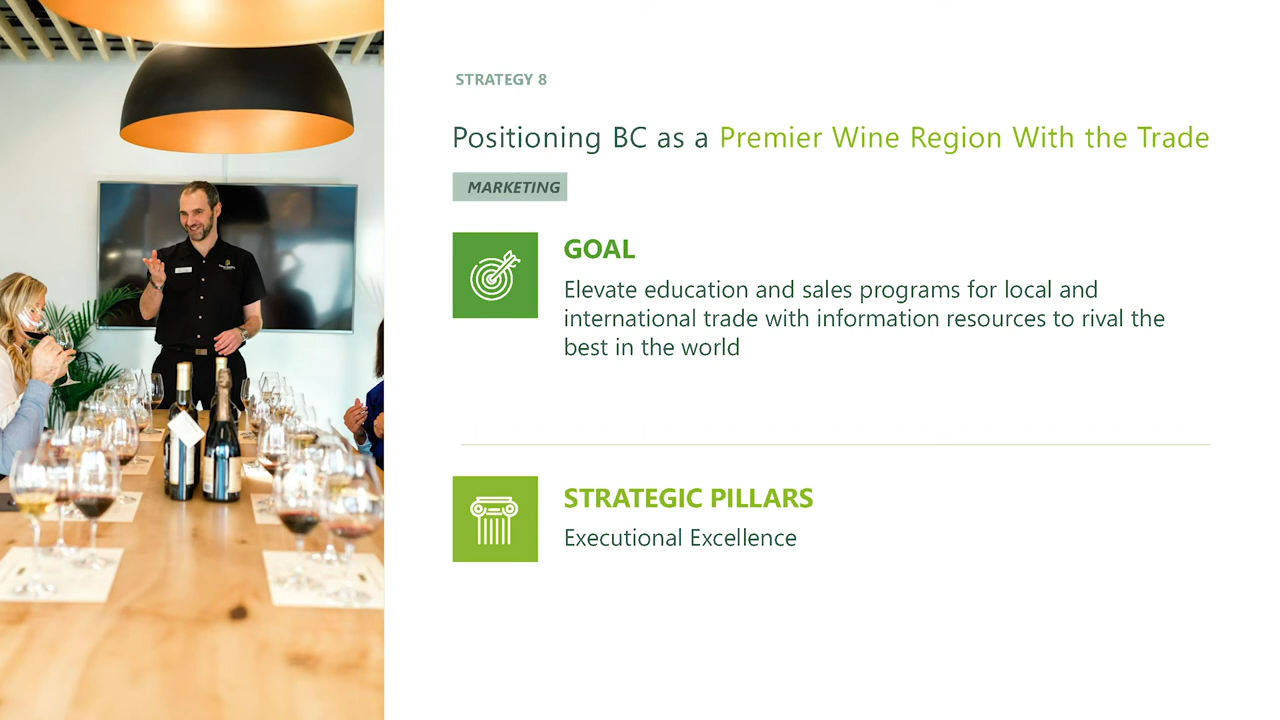 STRATEGY 8
Positioning BC as a Premier Wine Region With the Trade
MARKETING
GOAL
Elevate education and sales programs for local and
international trade with information resources to rival the
best in the world
STRATEGIC PILLARS
Executional Excellence